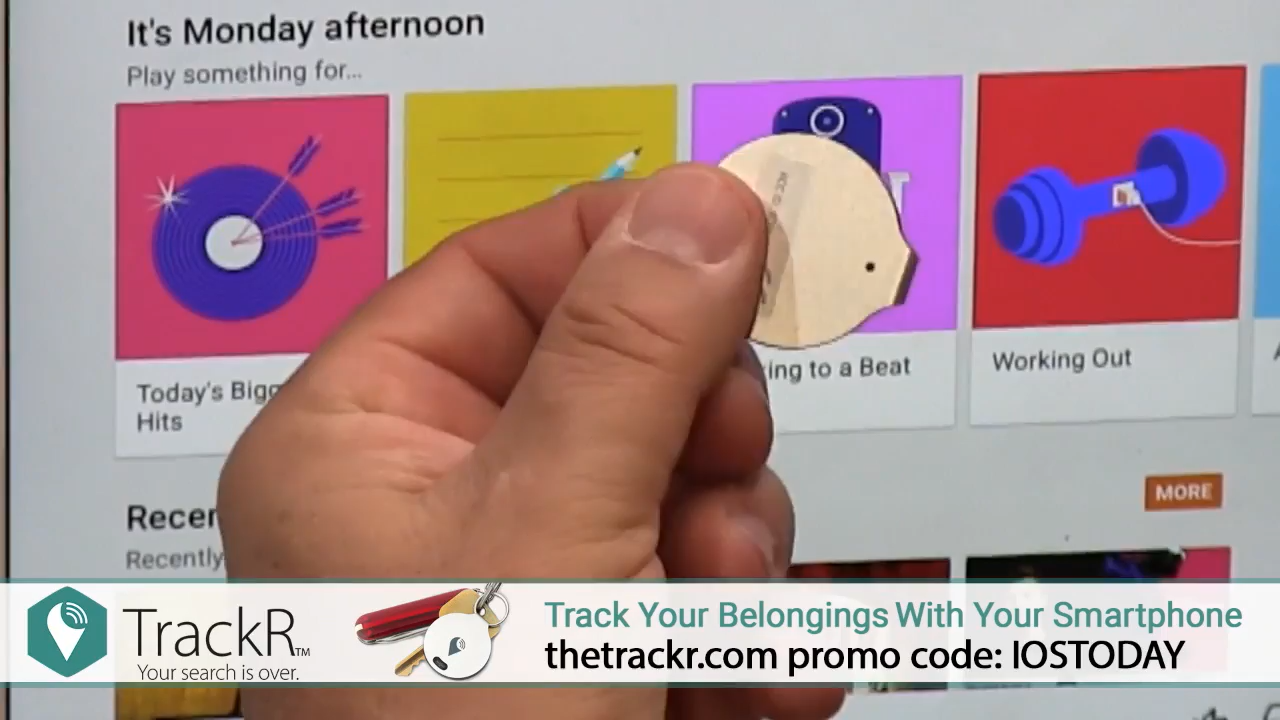 It's Monday afternoon
Play something for...
Today's Bigg
Hits
ing to a Beat
Working Out
MORE
Recer
Recently
TrackR™
Your search is over.
Track Your Belongings With Your Smartphone
thetrackr.com promo code: IOSTODAY